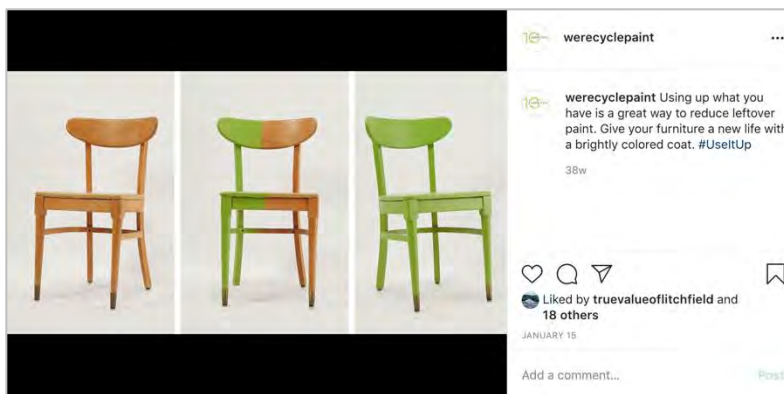 werecyclepaint
werecyclepaint Using up what you
have is a great way to reduce leftover
paint. Give your furniture a new life with
a brightly colored coat. #UseItUp
38w
Liked by truevalueoflitchfield and
18 others
JANUARY 15
Add a comment...
Post